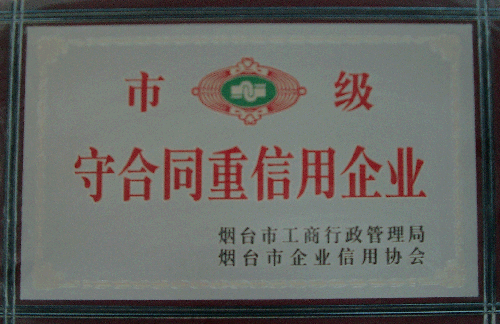 市 级
守合同重信用企业
烟台市工商行政管理局
烟台市企业信用协会